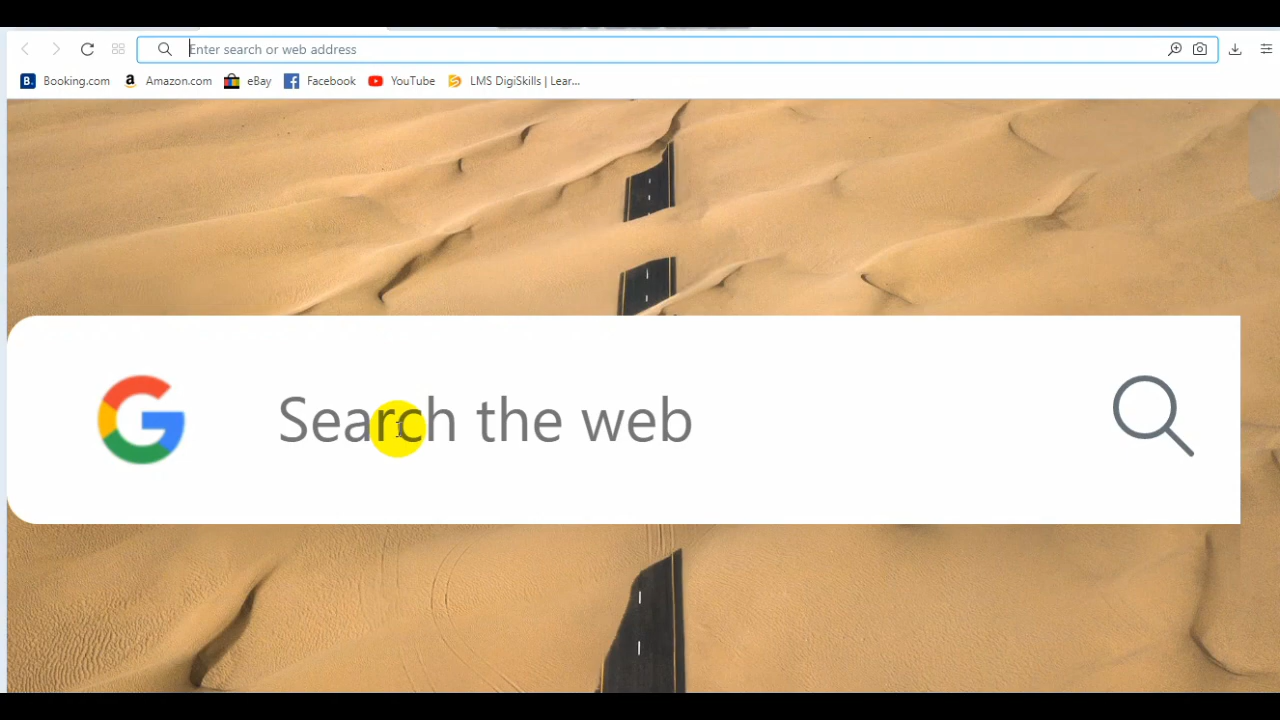 Enter search or web address
B. Booking.com a Amazon.com eBay Facebook YouTube LMS DigiSkills | Lear...
G Search the web